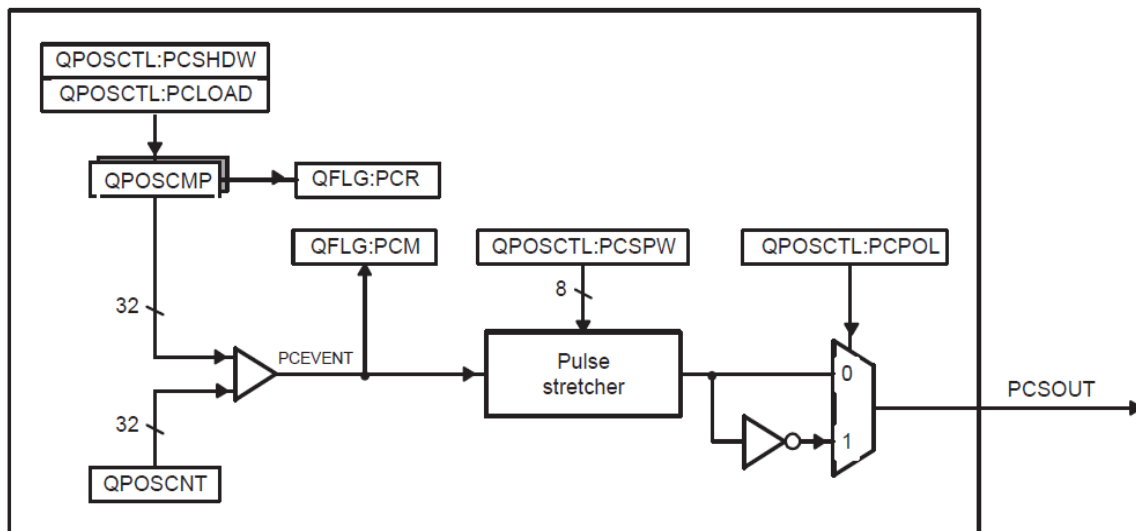 QPOSCTL:PCSHDW
QPOSCTL:PCLOAD
QPOSCMP
QFLG:PCR
QFLG:PCM
QPOSCTL:PCSPW
QPOSCTL:PCPOL
32
8
PCEVENT
Pulse
stretcher
0
PCSOUT
32
1
QPOSCNT